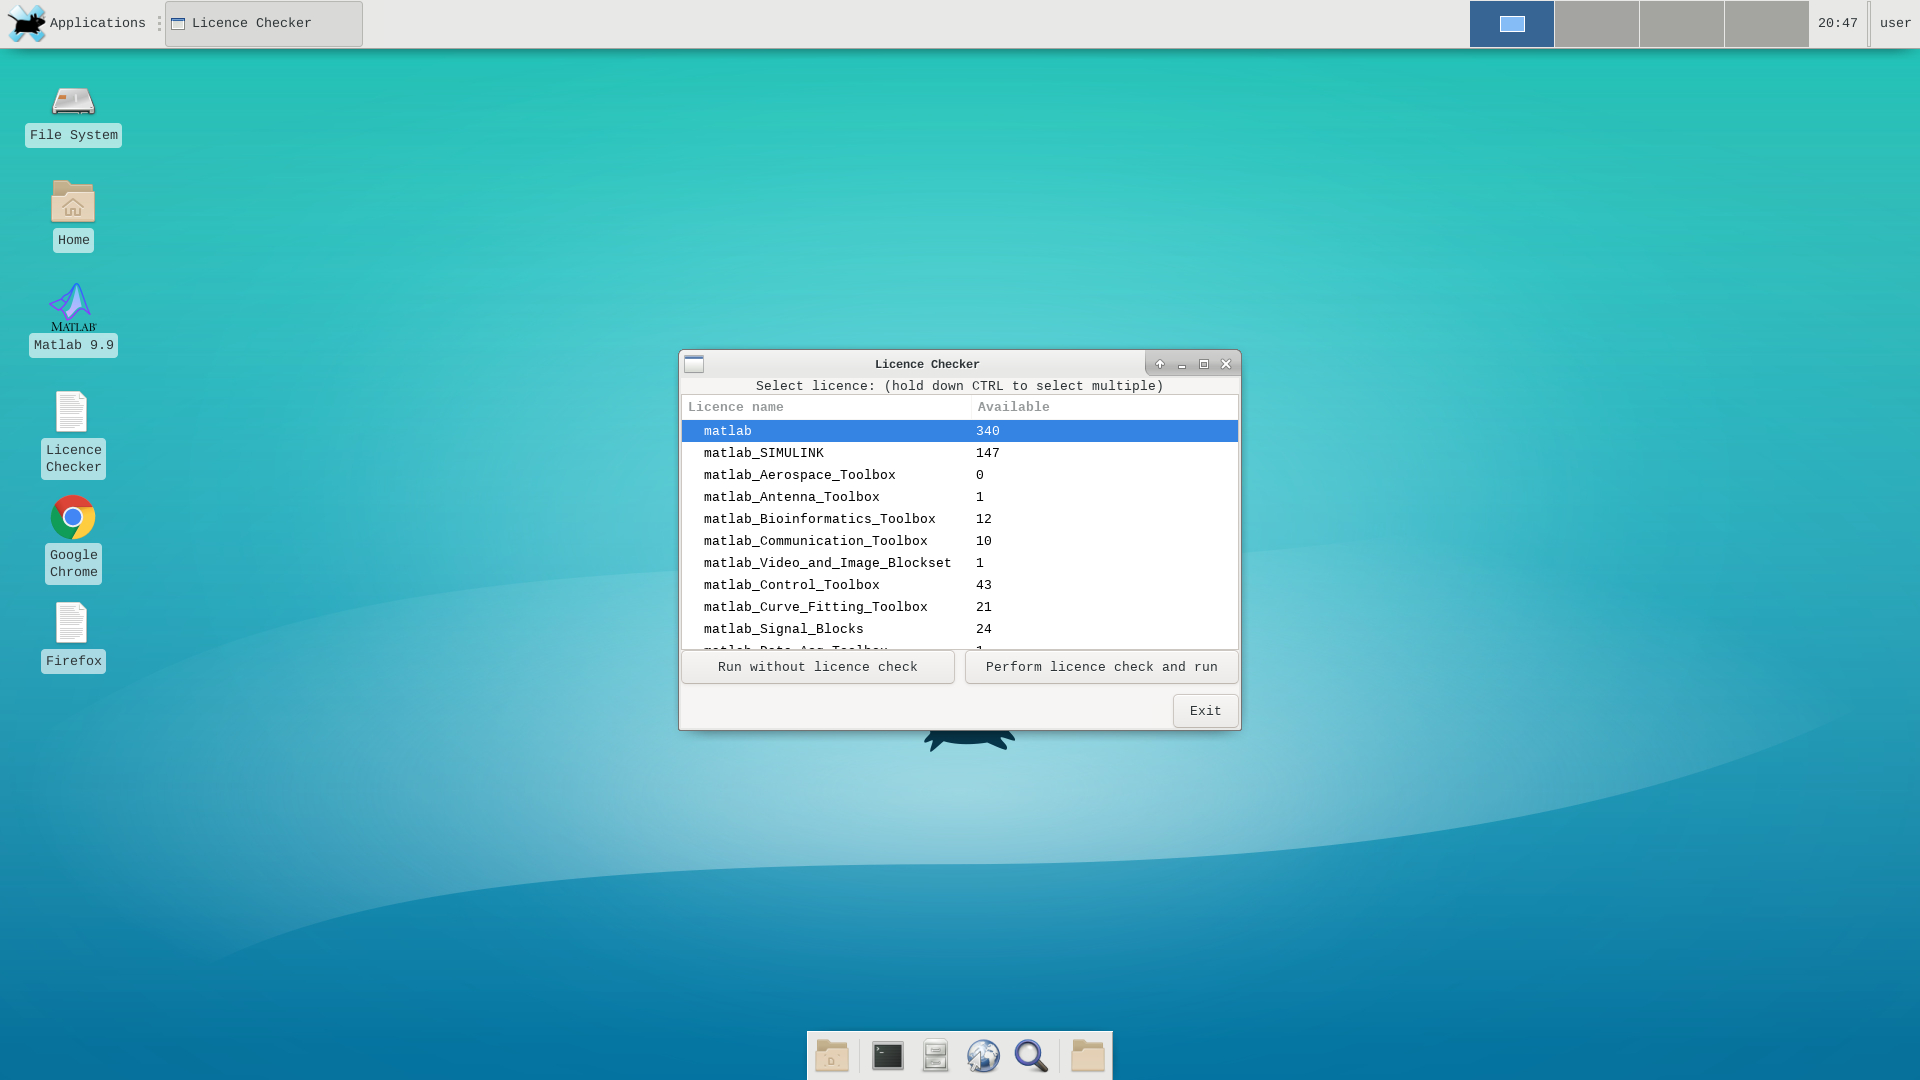 Applications
Licence Checker
20:47
user
File System
Home
MATLAB
Matlab 9.9
Licence
Checker
Google
Chrome
Firefox
Licence Checker
Select licence: (hold down CTRL to select multiple)
Licence name Available
matlab 340
matlab_SIMULINK 147
matlab_Aerospace_Toolbox 0
matlab_Antenna_Toolbox 1
matlab_Bioinformatics_Toolbox 12
matlab_Communication_Toolbox 10
matlab_Video_and_Image_Blockset 1
matlab_Control_Toolbox 43
matlab_Curve_Fitting_Toolbox 21
matlab_Signal_Blocks 24
Run without licence check Perform licence check and run
Exit